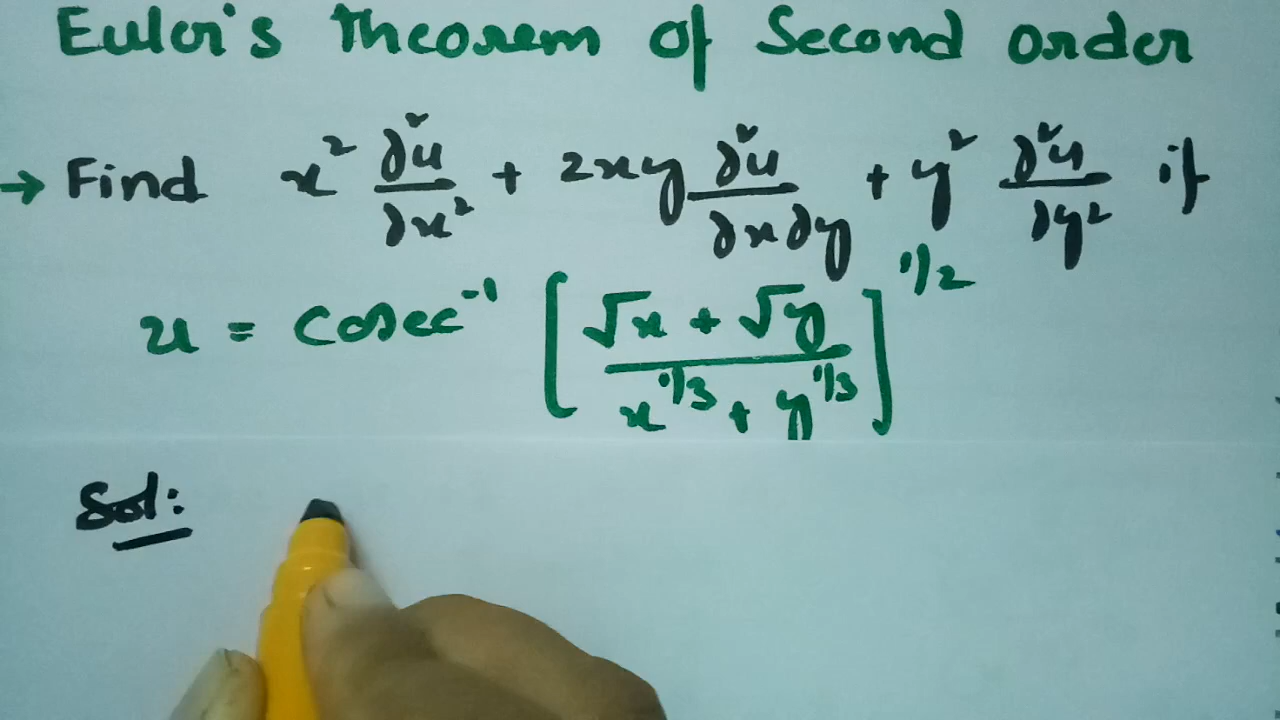 Euler's Theorem of Second order
→ Find x² ∂²u/∂x² + 2xy ∂²u/∂x∂y + y² ∂²u/∂y² if
u = cosec⁻¹ [(√x + √y)/(x^1/3 + y^1/3)]^1/2
Sol: